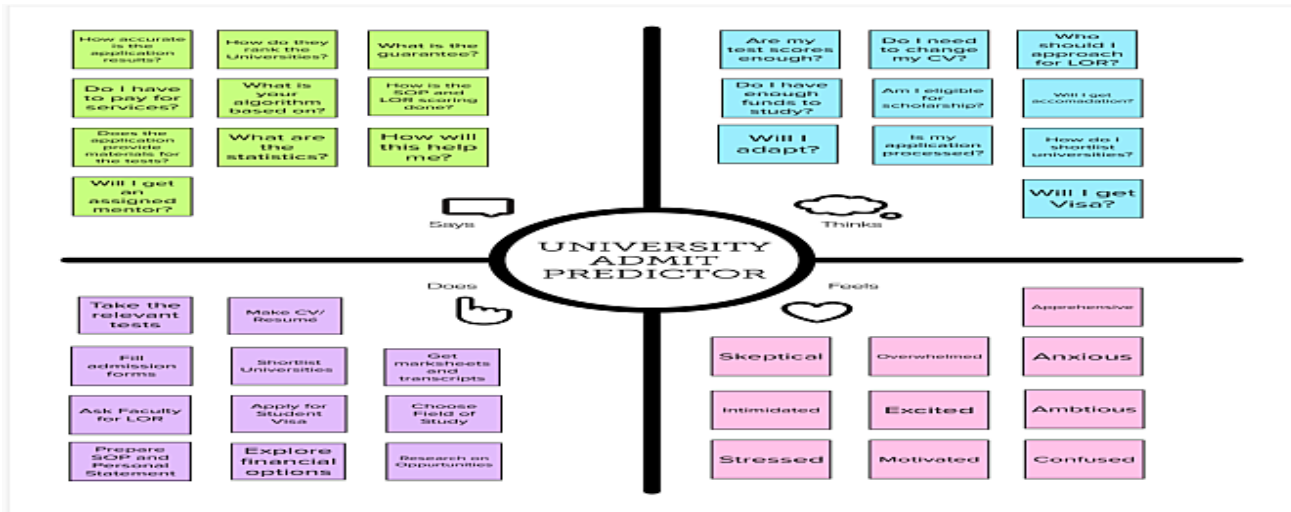 How accurate
is the
application
results?
How do they
rank the
Universities?
What is the
guarantee?
Do I have
to pay for
services?
What is
your
algorithm
based on?
How is the
SOP and
LOR scoring
done?
Does the
application
provide
materials for
the tests?
What are
the
statistics?
How will
this help
me?
Will I get
an
assigned
mentor?
Says
Are my
test scores
enough?
Do I need
to change
my CV?
Who
should I
approach
for LOR?
Do I have
enough
funds to
study?
Am I eligible
for
scholarship?
Will I get
accomadation?
Will I
adapt?
Is my
application
processed?
How do I
shortlist
universities?
Will I get
Visa?
Thinks
UNIVERSITY
ADMIT
PREDICTOR
Does
Take the
relevant
tests
Make CV/
Resumé
Fill
admission
forms
Shortlist
Universities
Get
marksheets
and
transcripts
Ask Faculty
for LOR
Apply for
Student
Visa
Choose
Field of
Study
Prepare
SOP and
Personal
Statement
Explore
financial
options
Research on
Oppurtunities
Feels
Apprehensive
Skeptical
Overwhelmed
Anxious
Intimidated
Excited
Ambtious
Stressed
Motivated
Confused